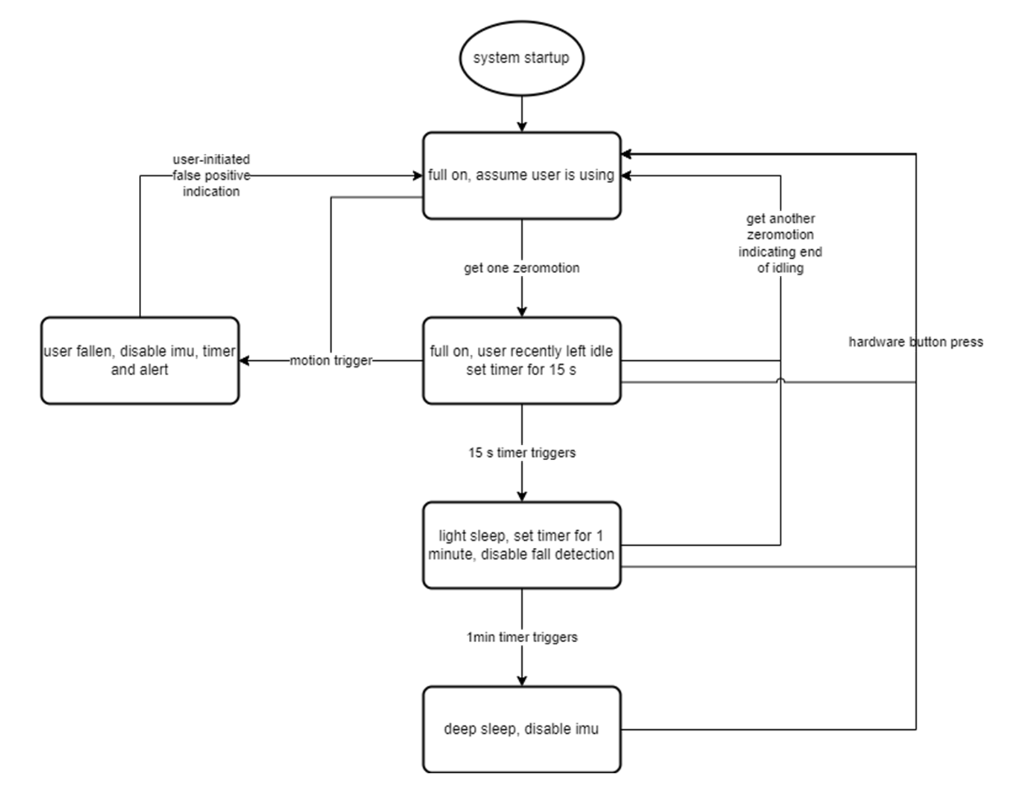 system startup
user-initiated
false positive
indication
full on, assume user is using
get another
zeromotion
indicating end
of idling
get one zeromotion
hardware button press
user fallen, disable imu, timer
and alert
motion trigger
full on, user recently left idle
set timer for 15 s
15 s timer triggers
light sleep, set timer for 1
minute, disable fall detection
1min timer triggers
deep sleep, disable imu